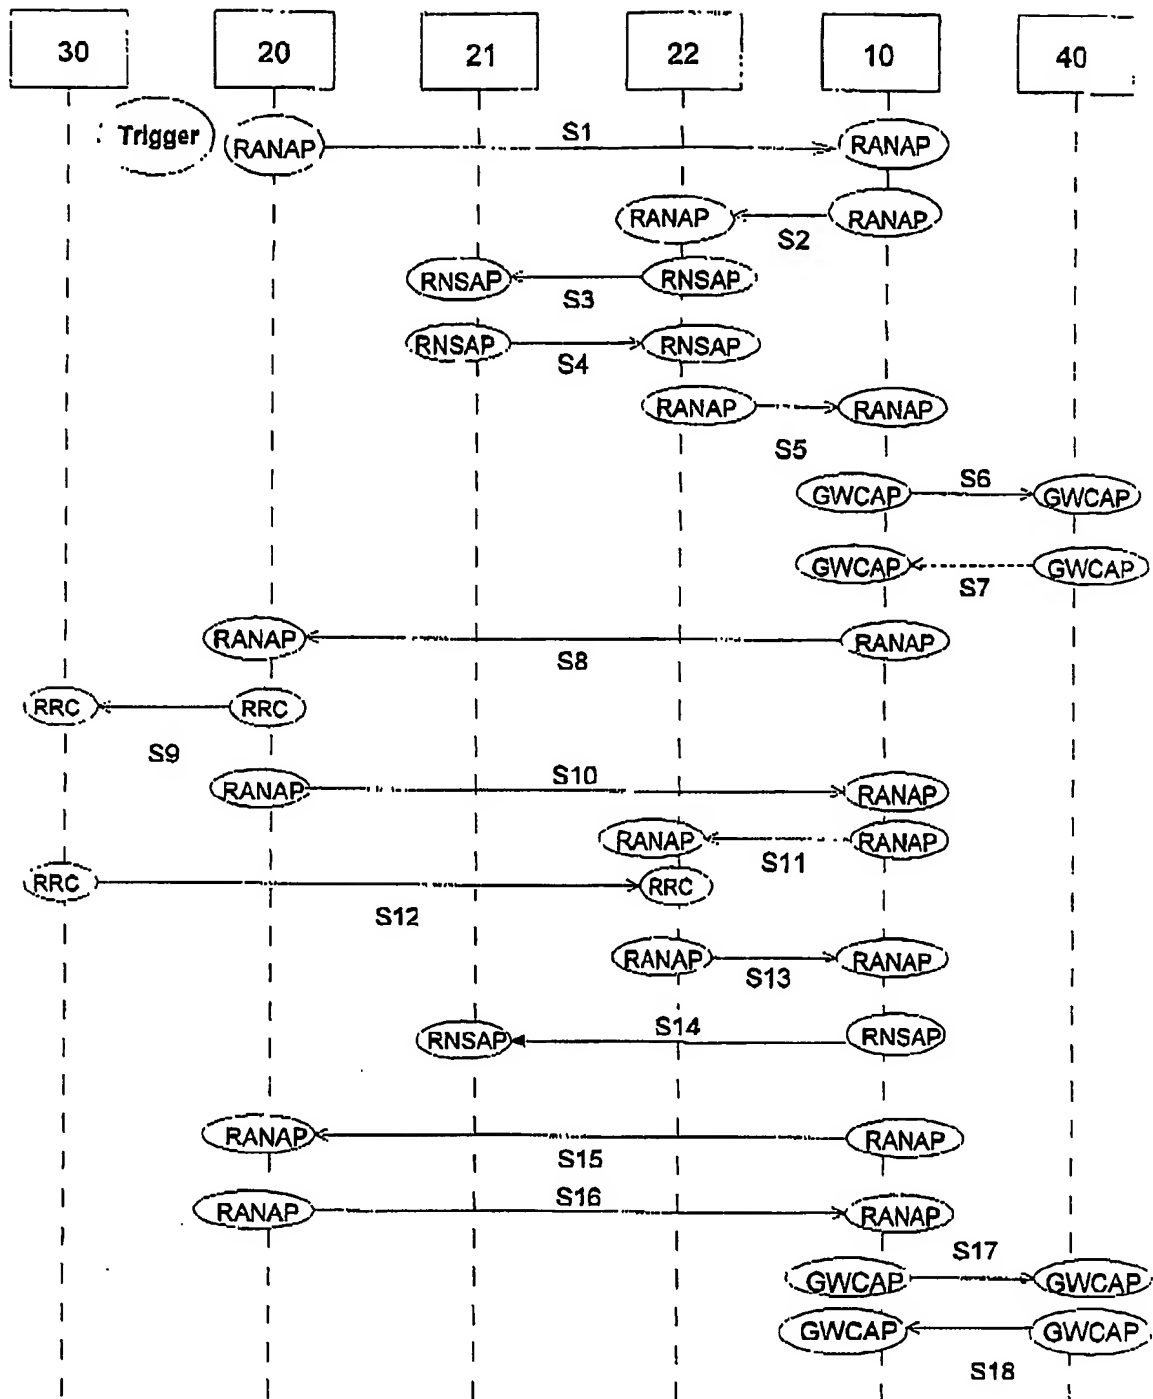 30 20 21 22 10 40
Trigger
RANAP S1 RANAP
RANAP S2 RANAP
RNSAP S3 RNSAP
RNSAP S4 RNSAP
RANAP S5 RANAP
GWCAP S6 GWCAP
GWCAP S7 GWCAP
RANAP S8 RANAP
RRC S9 RRC
RANAP S10 RANAP
RANAP S11 RANAP
RRC S12 RRC
RANAP S13 RANAP
RNSAP S14 RNSAP
RANAP S15 RANAP
RANAP S16 RANAP
GWCAP S17 GWCAP
GWCAP S18 GWCAP